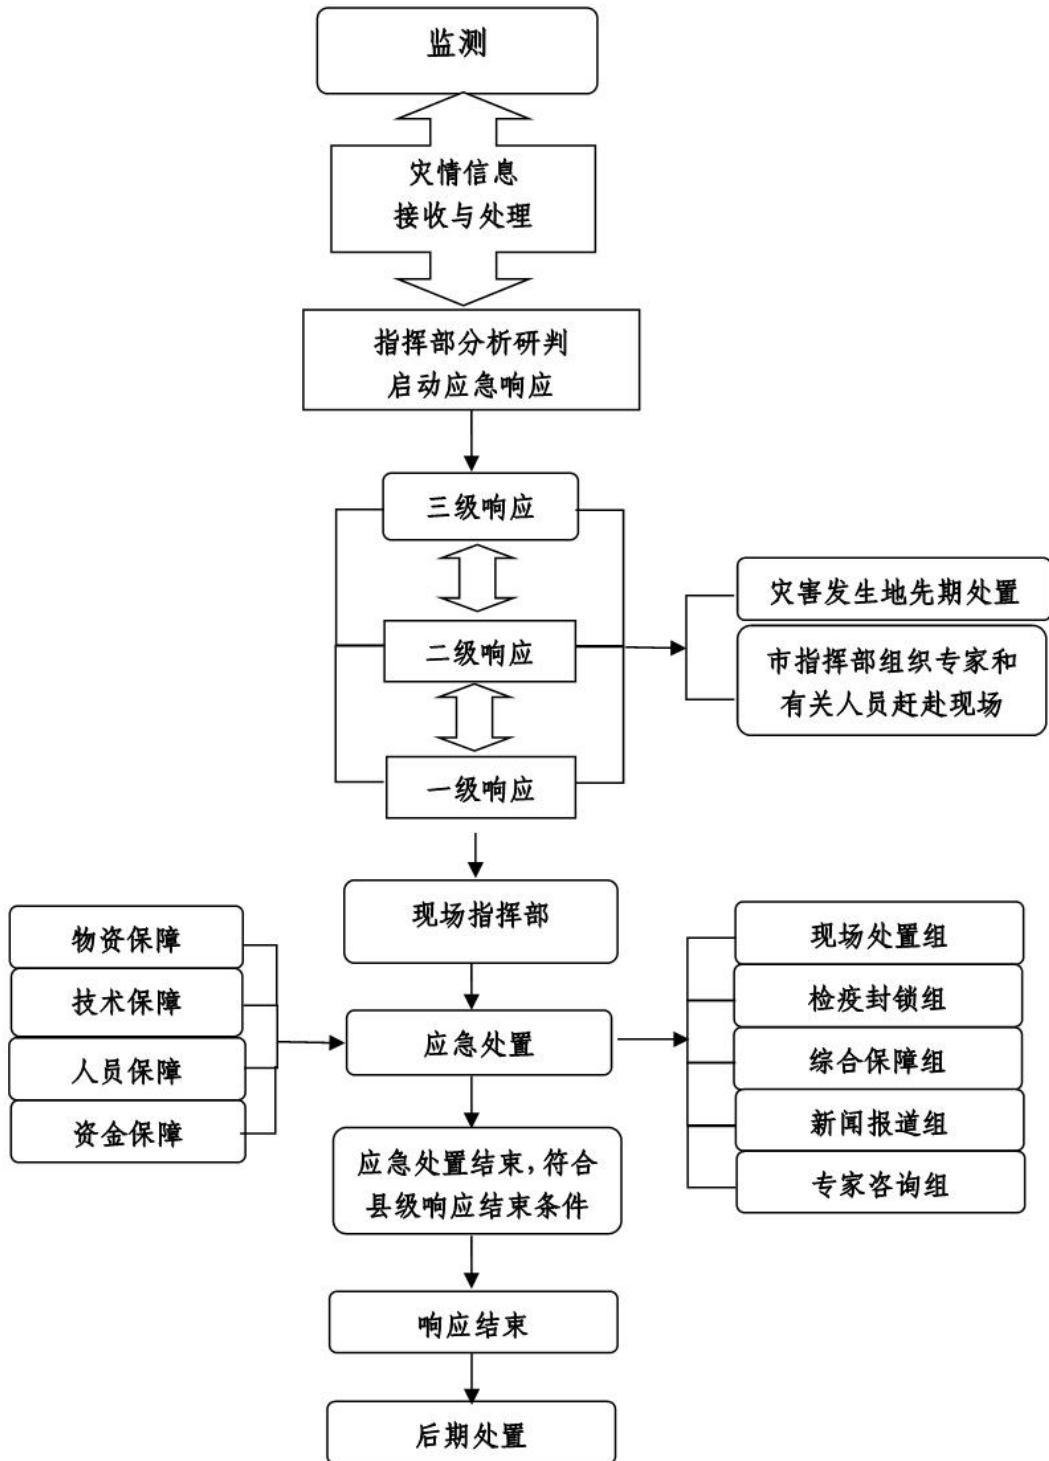 监测
灾情信息
接收与处理
指挥部分析研判
启动应急响应
三级响应
二级响应
一级响应
灾害发生地先期处置
市指挥部组织专家和
有关人员赶赴现场
现场指挥部
物资保障
技术保障
人员保障
资金保障
应急处置
现场处置组
检疫封锁组
综合保障组
新闻报道组
专家咨询组
应急处置结束，符合
县级响应结束条件
响应结束
后期处置